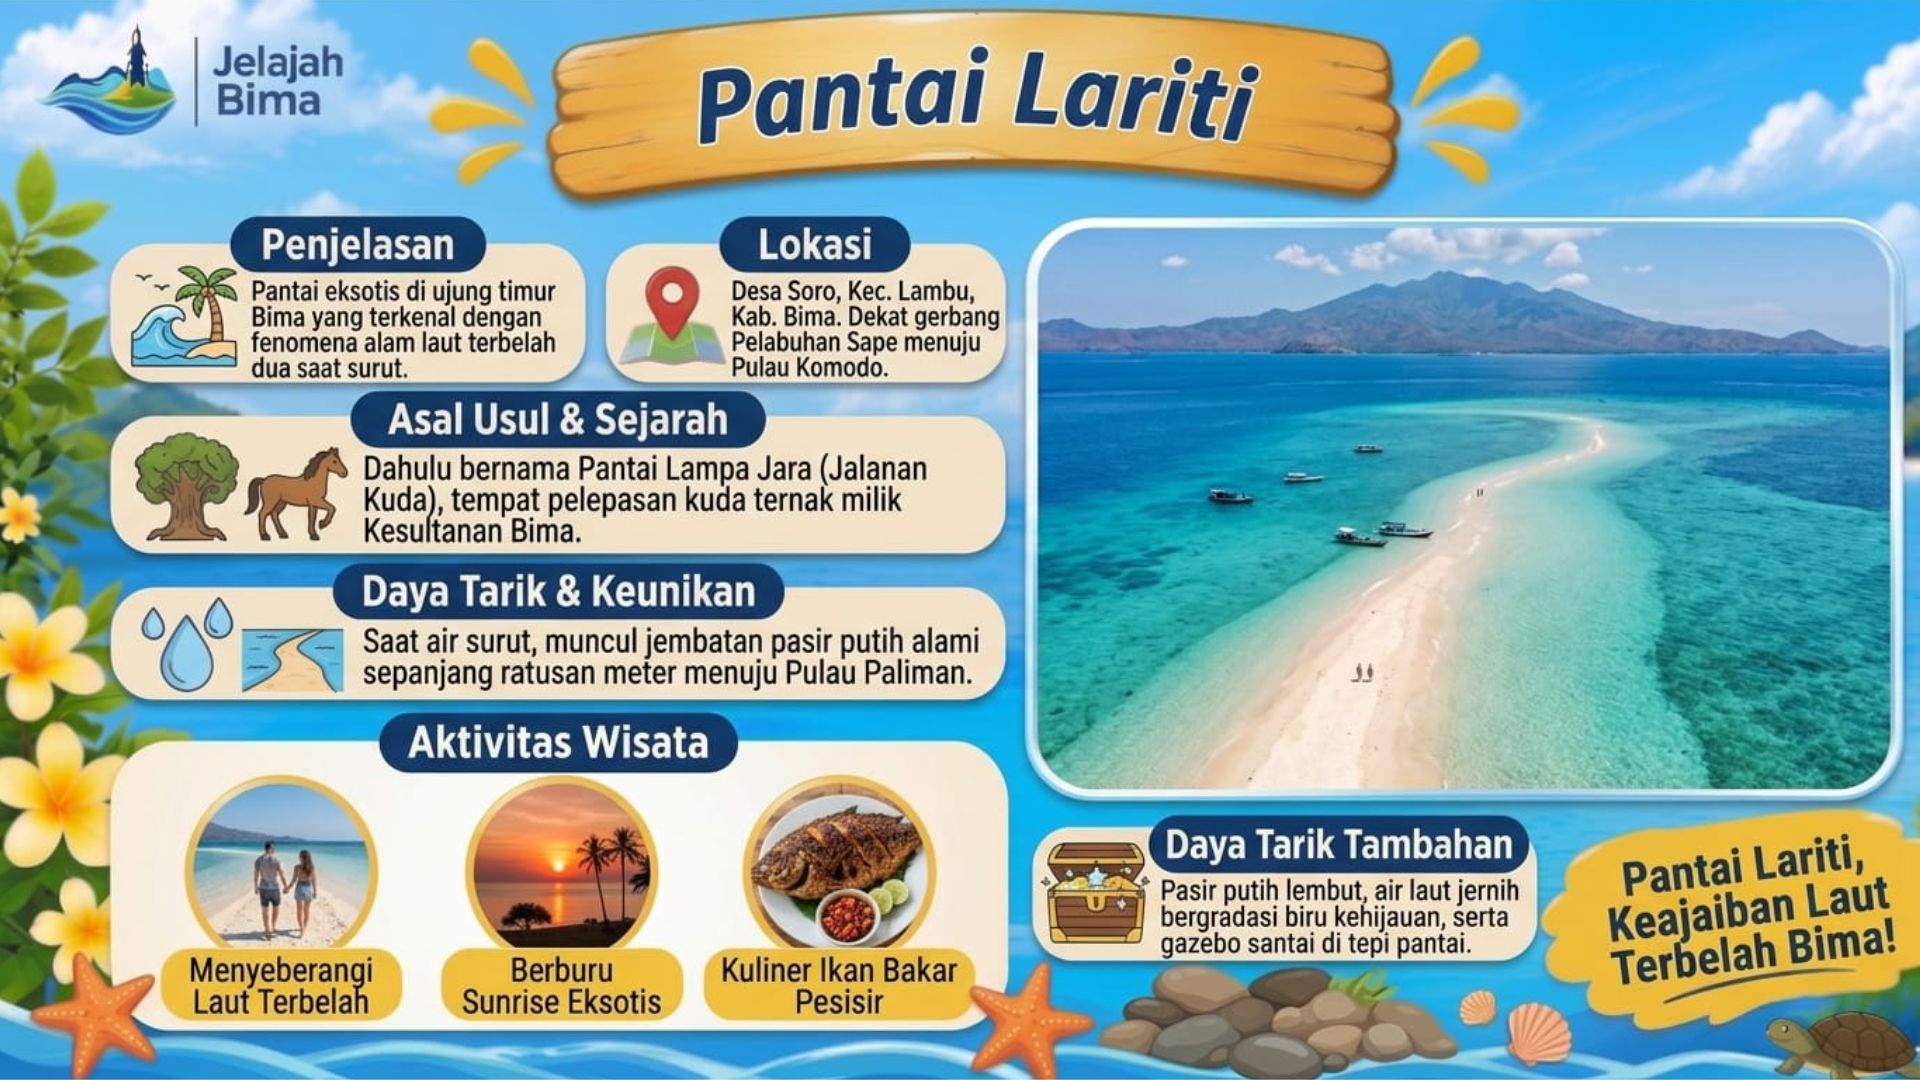 Jelajah
Bima
Pantai Lariti
Penjelasan
Pantai eksotis di ujung timur
Bima yang terkenal dengan
fenomena alam laut terbelah
dua saat surut.
Lokasi
Desa Soro, Kec. Lambu,
Kab. Bima. Dekat gerbang
Pelabuhan Sape menuju
Pulau Komodo.
Asal Usul & Sejarah
Dahulu bernama Pantai Lampa Jara (Jalanan
Kuda), tempat pelepasan kuda ternak milik
Kesultanan Bima.
Daya Tarik & Keunikan
Saat air surut, muncul jembatan pasir putih alami
sepanjang ratusan meter menuju Pulau Paliman.
Aktivitas Wisata
Menyeberangi
Laut Terbelah
Berburu
Sunrise Eksotis
Kuliner Ikan Bakar
Pesisir
Daya Tarik Tambahan
Pasir putih lembut, air laut jernih
bergradasi biru kehijauan, serta
gazebo santai di tepi pantai.
Pantai Lariti,
Keajaiban Laut
Terbelah Bima!